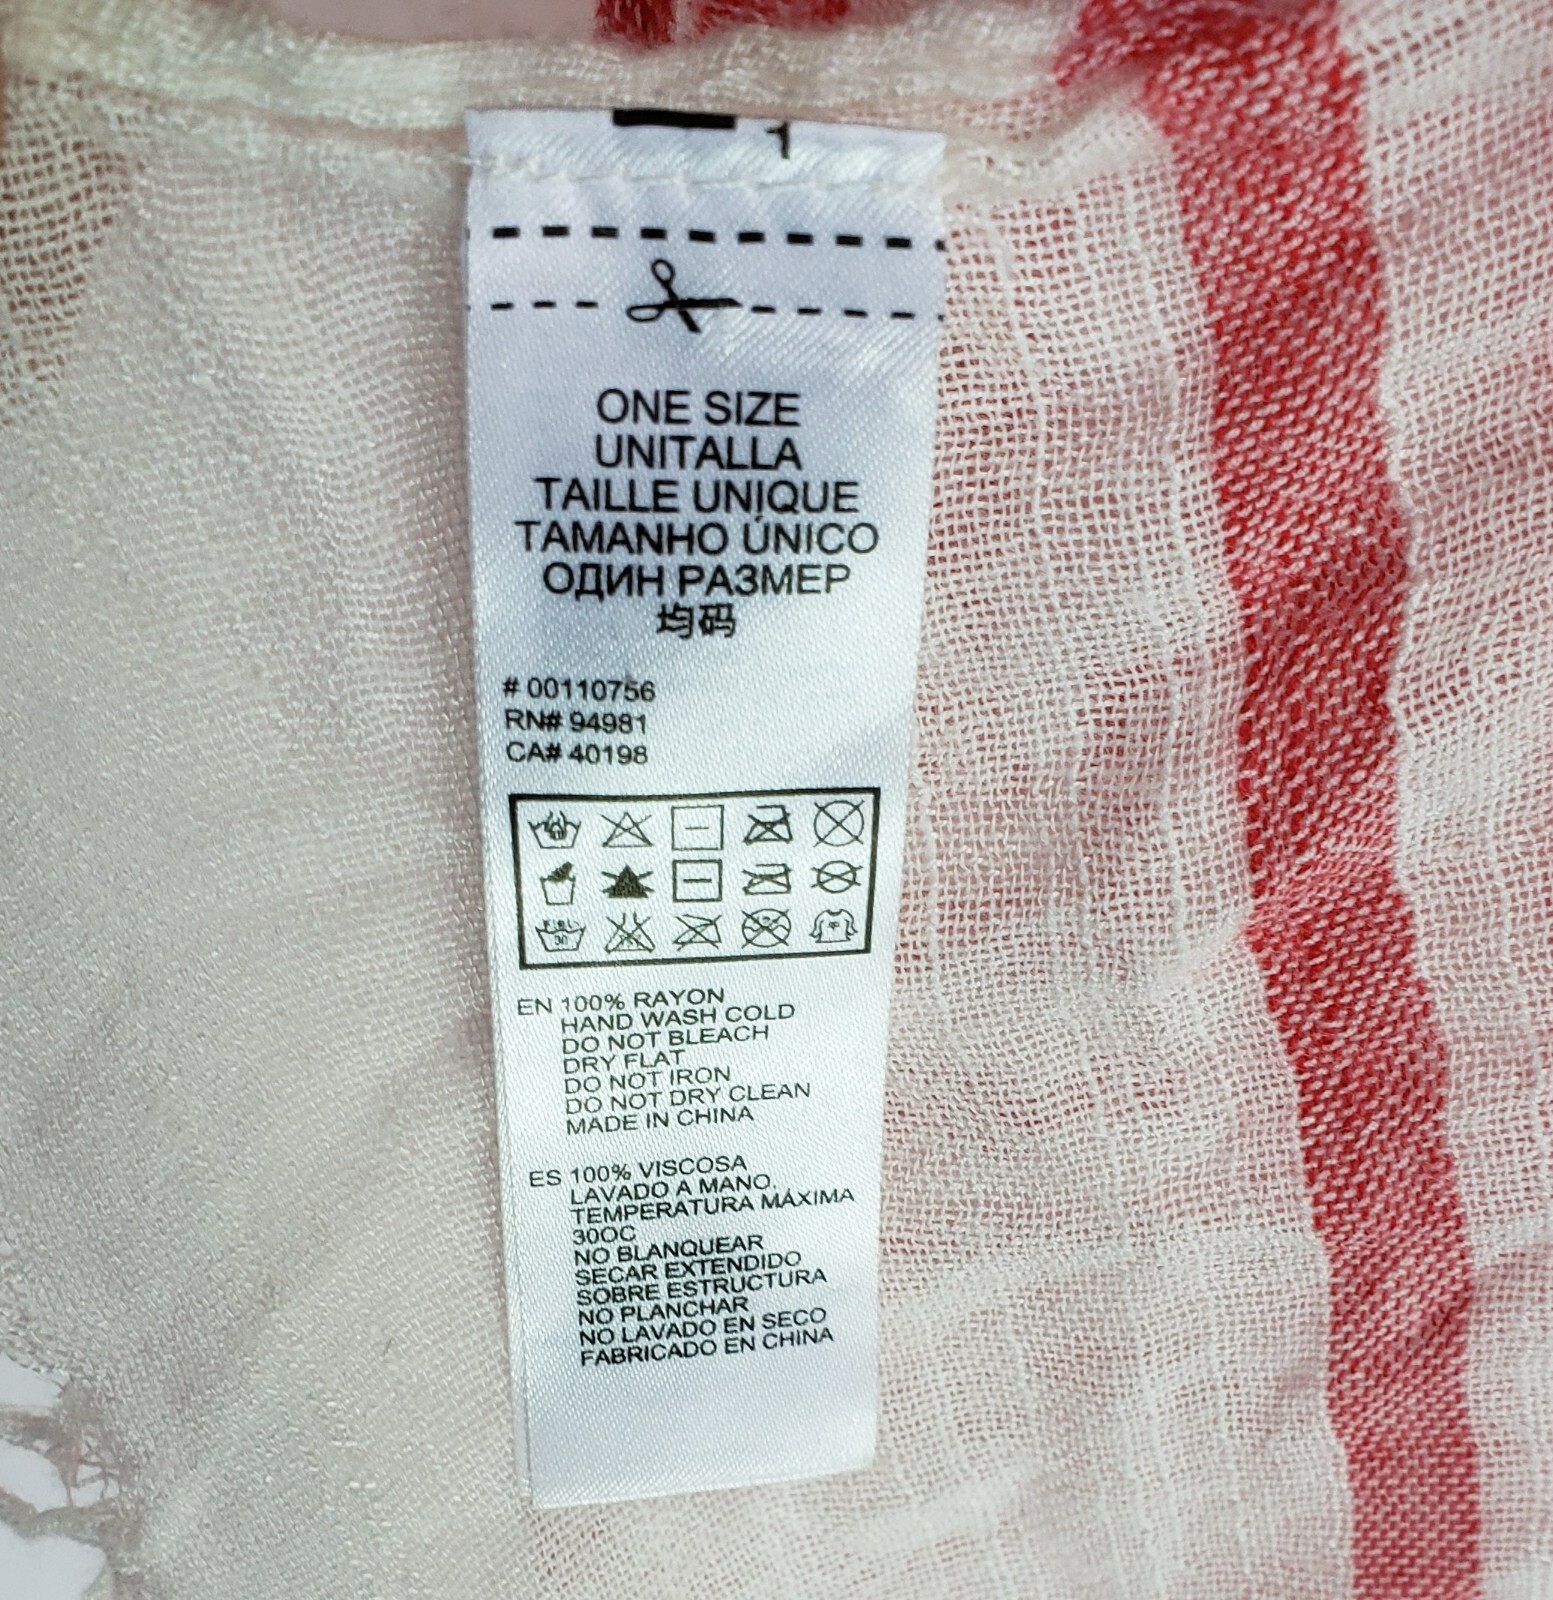 1
ONE SIZE
UNITALLA
TAILLE UNIQUE
TAMANHO ÚNICO
ОДИН РАЗМЕР
均码
# 00110756
RN# 94981
CA# 40198
EN 100% RAYON
HAND WASH COLD
DO NOT BLEACH
DRY FLAT
DO NOT IRON
DO NOT DRY CLEAN
MADE IN CHINA
ES 100% VISCOSA
LAVADO A MANO.
TEMPERATURA MÁXIMA
30OC
NO BLANQUEAR
SECAR EXTENDIDO
SOBRE ESTRUCTURA
NO PLANCHAR
NO LAVADO EN SECO
FABRICADO EN CHINA